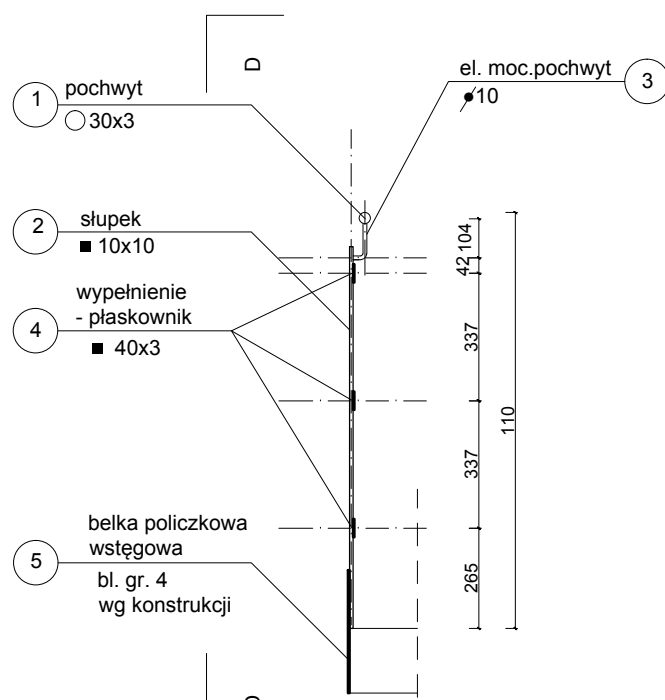 D
1
pochwyt
30x3
el. moc.pochwyt
10
3
2
słupek
10x10
4
wypełnienie
- płaskownik
40x3
5
belka policzkowa
wstęgowa
bl. gr. 4
wg konstrukcji
104
42
337
337
265
110